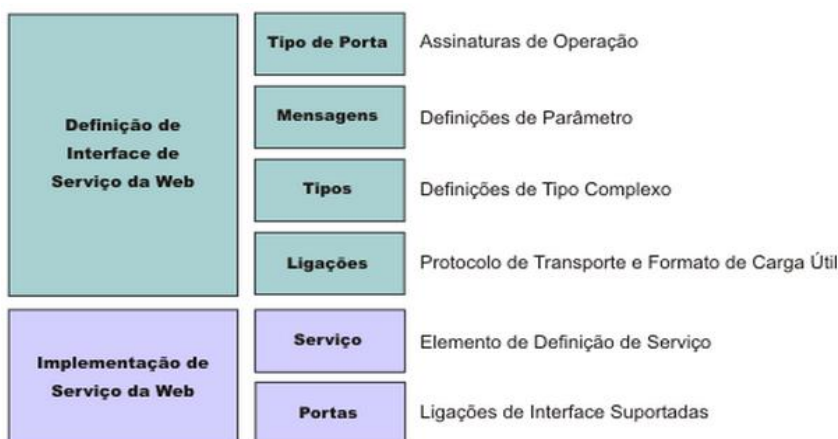 Definição de
Interface de
Serviço da Web
Tipo de Porta
Assinaturas de Operação
Mensagens
Definições de Parâmetro
Tipos
Definições de Tipo Complexo
Ligações
Protocolo de Transporte e Formato de Carga Útil
Implementação de
Serviço da Web
Serviço
Elemento de Definição de Serviço
Portas
Ligações de Interface Suportadas